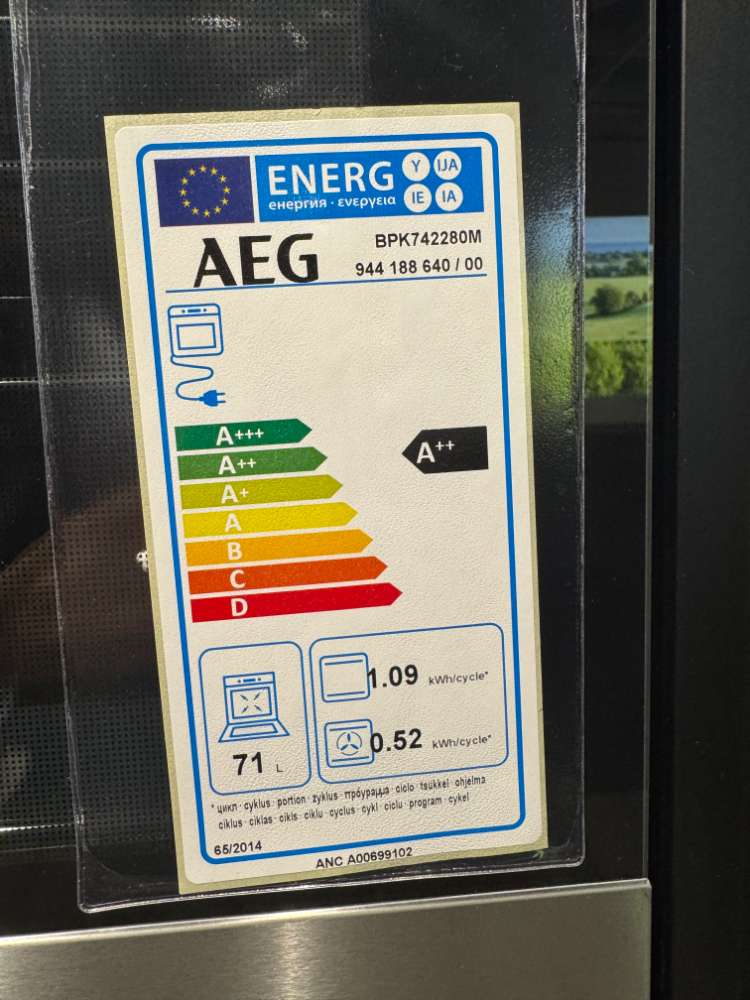 ENERG Y IJA
енергия · ενεργεια IE IA
AEG
BPK742280M
944 188 640 / 00
A+++
A++
A++
A+
A
B
C
D
1.09 kWh/cycle*
0.52 kWh/cycle*
71 L
* цикл · cyklus · portion · zyklus · πρόγραμμα · ciclo · tsükkel · ohjelma
ciklus · ciklas · cikls · ciklu · cyclus · cykl · ciclu · program · cykel
65/2014
ANC A00699102